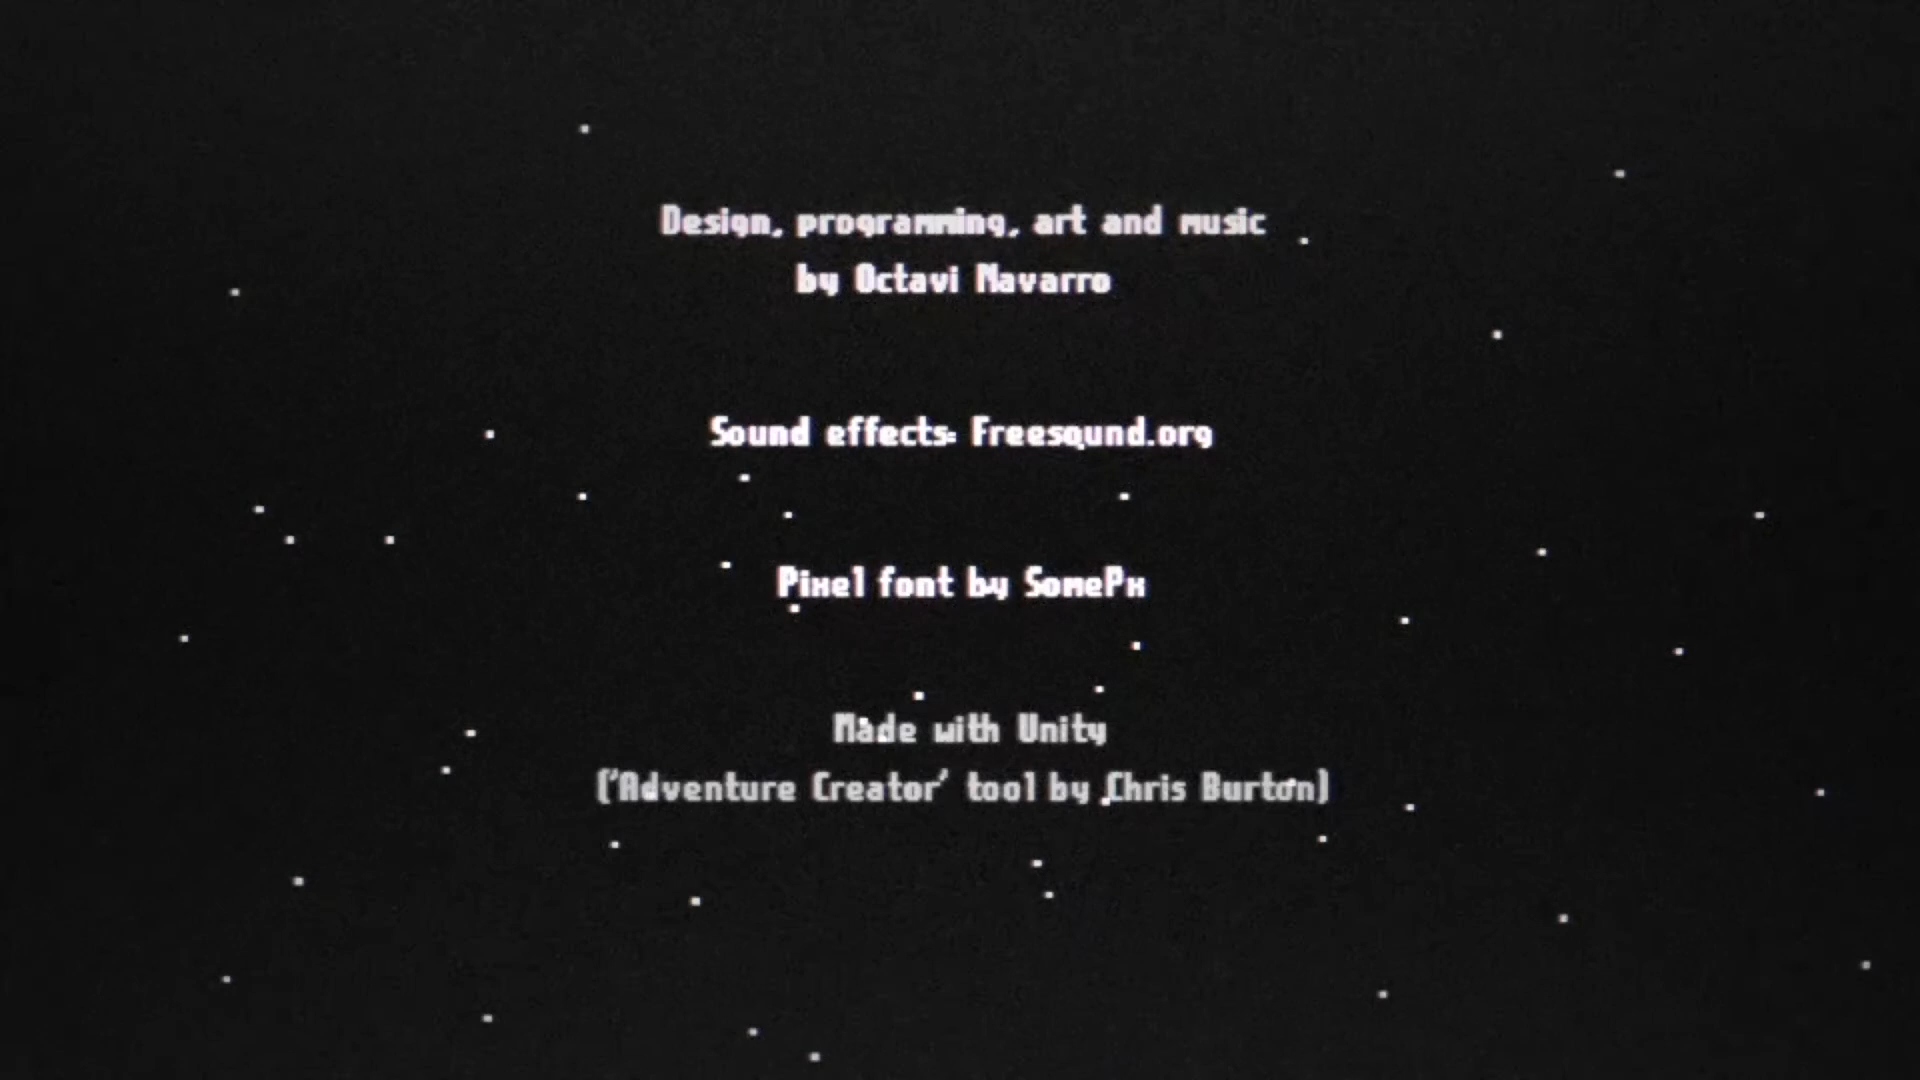 Design, programming, art and music
by Octavi Navarro
Sound effects: Freesound.org
Pixel font by SomePx
Made with Unity
('Adventure Creator' tool by Chris Burton)